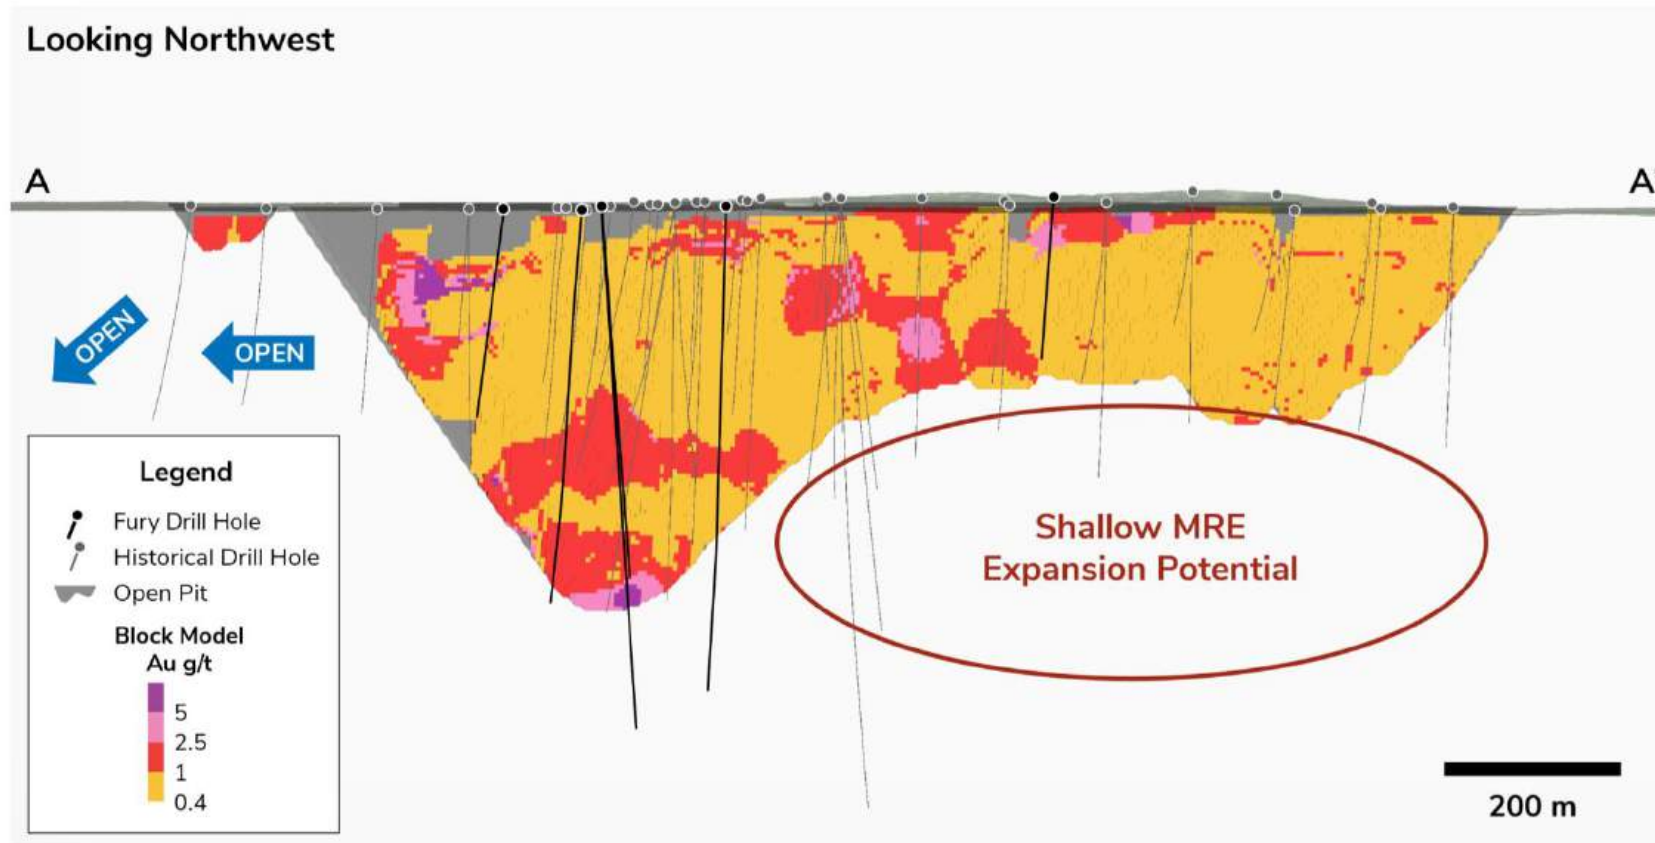 Looking Northwest
A
A'
OPEN
OPEN
Legend
Fury Drill Hole
Historical Drill Hole
Open Pit
Block Model
Au g/t
5
2.5
1
0.4
Shallow MRE
Expansion Potential
200 m